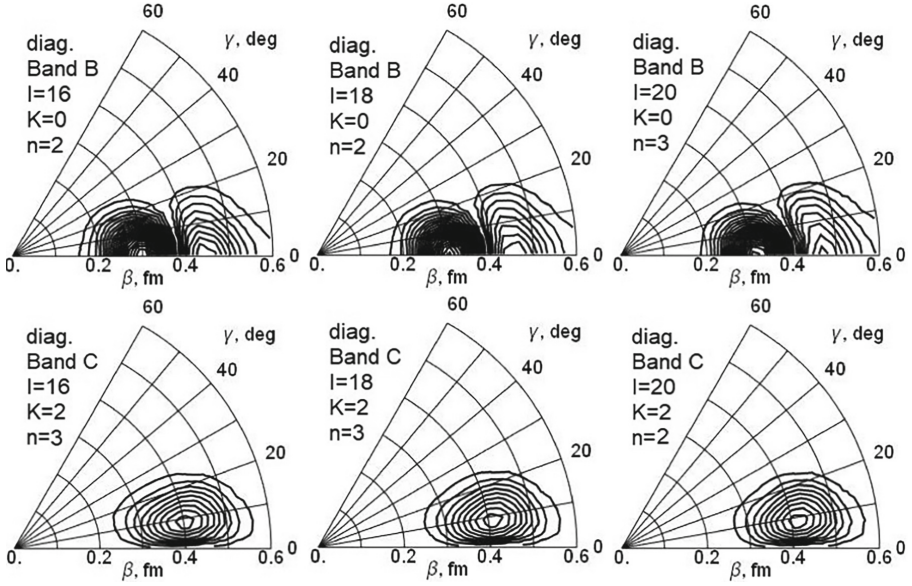 60
diag.
Band B
I=16
K=0
n=2
γ, deg
40
20
0
0.
0.2
0.4
0.6
β, fm
60
diag.
Band B
I=18
K=0
n=2
γ, deg
40
20
0
0.
0.2
0.4
0.6
β, fm
60
diag.
Band B
I=20
K=0
n=3
γ, deg
40
20
0
0.
0.2
0.4
0.6
β, fm
60
diag.
Band C
I=16
K=2
n=3
γ, deg
40
20
0
0.
0.2
0.4
0.6
β, fm
60
diag.
Band C
I=18
K=2
n=3
γ, deg
40
20
0
0.
0.2
0.4
0.6
β, fm
60
diag.
Band C
I=20
K=2
n=2
γ, deg
40
20
0
0.
0.2
0.4
0.6
β, fm